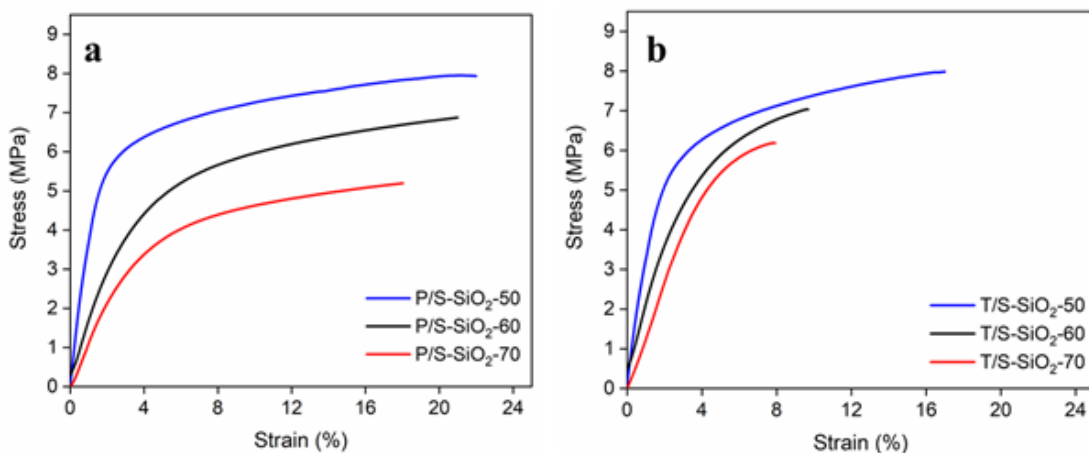 a
9
8
7
6
5
4
3
2
1
0
Stress (MPa)
P/S-SiO₂-50
P/S-SiO₂-60
P/S-SiO₂-70
0 4 8 12 16 20 24
Strain (%)
b
9
8
7
6
5
4
3
2
1
0
Stress (MPa)
T/S-SiO₂-50
T/S-SiO₂-60
T/S-SiO₂-70
0 4 8 12 16 20 24
Strain (%)